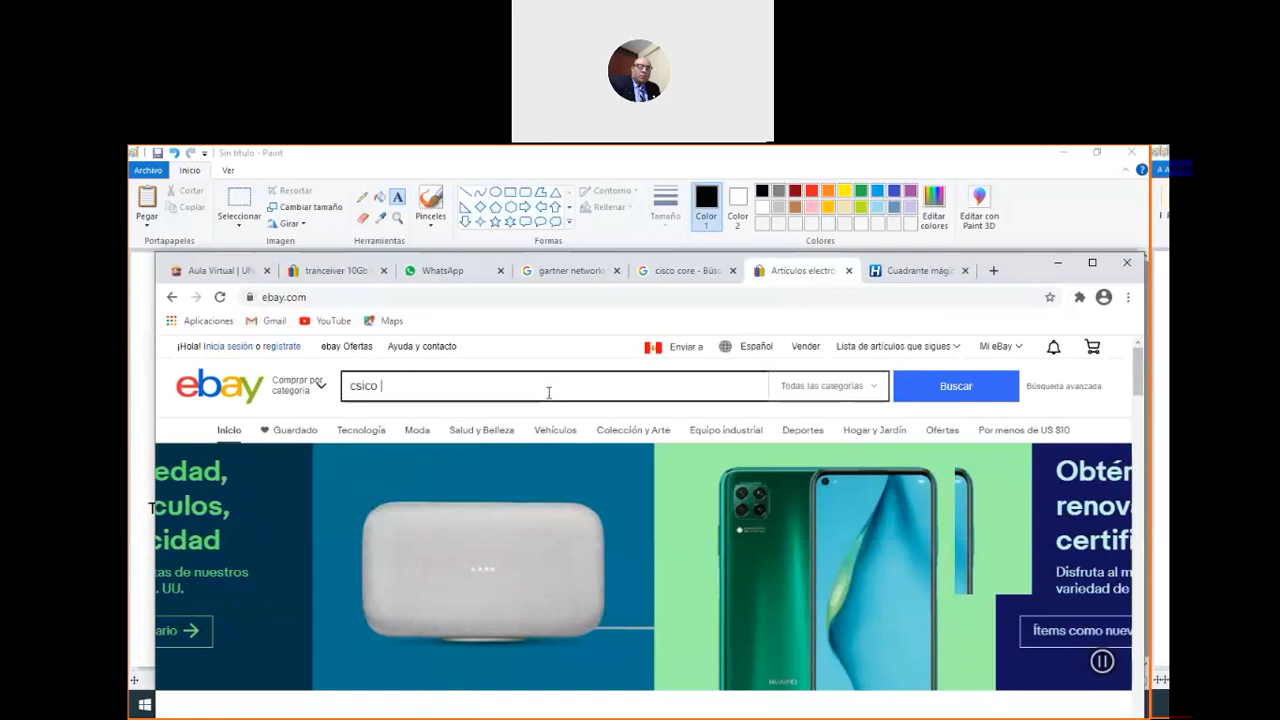 Sin título - Paint
Archivo Inicio Ver
Pegar
Cortar
Copiar
Portapapeles
Seleccionar
Recortar
Cambiar tamaño
Girar
Imagen
Herramientas
Pinceles
Contorno
Rellenar
Formas
Tamaño
Color 1
Color 2
Editar colores
Colores
Editar con Paint 3D
Aula Virtual | UN
tranceiver 10Gb
WhatsApp
gartner network
cisco core - Bús
Artículos electro
Cuadrante mági
ebay.com
Aplicaciones Gmail YouTube Maps
¡Hola! Inicia sesión o regístrate ebay Ofertas Ayuda y contacto Enviar a Español Vender Lista de artículos que sigues Mi eBay
ebay Comprar por categoría csico Todas las categorías Buscar Búsqueda avanzada
Inicio Guardado Tecnología Moda Salud y Belleza Vehículos Colección y Arte Equipo industrial Deportes Hogar y Jardín Ofertas Por menos de US $10
edad,
culos,
cidad
tas de nuestros
. UU.
ario
HUAWEI
Obtén
renova
certifi
Disfruta al m
variedad de
Ítems como nuev